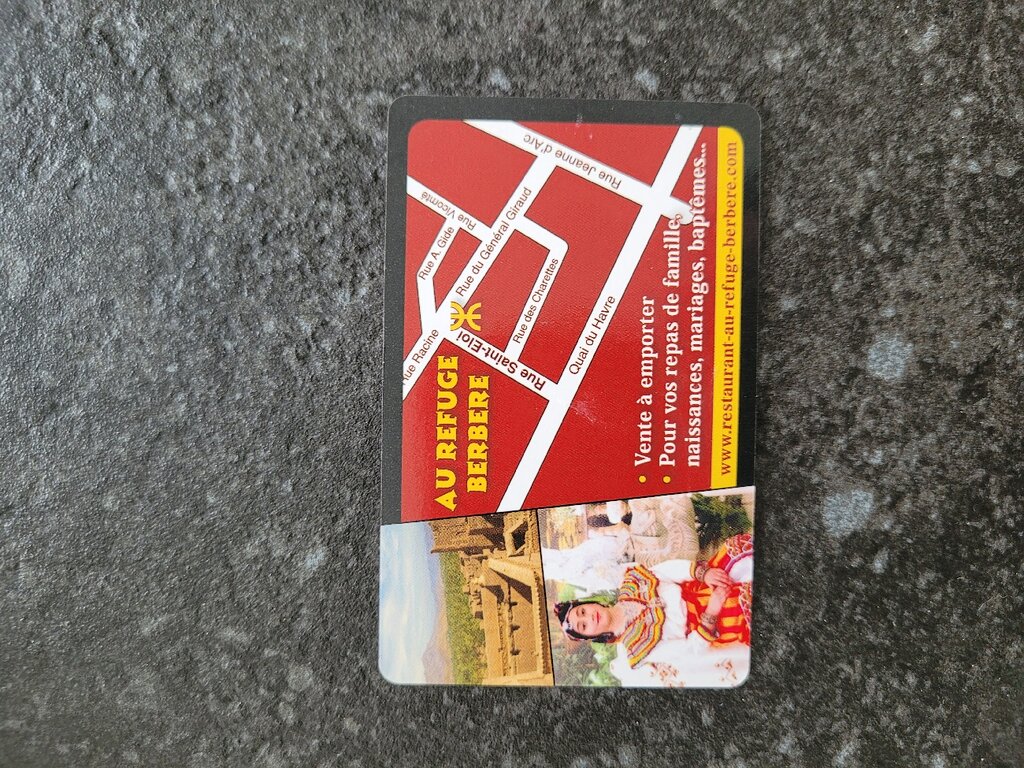 Rue Jeanne d'Arc
Rue Vicomté
Rue A. Gide
Rue du Général Giraud
Rue des Charettes
Rue Racine
Rue Saint-Eloi
Quai du Havre
AU REFUGE
BERBERE
• Vente à emporter
• Pour vos repas de familles
naissances, mariages, baptêmes...
www.restaurant-au-refuge-berbere.com